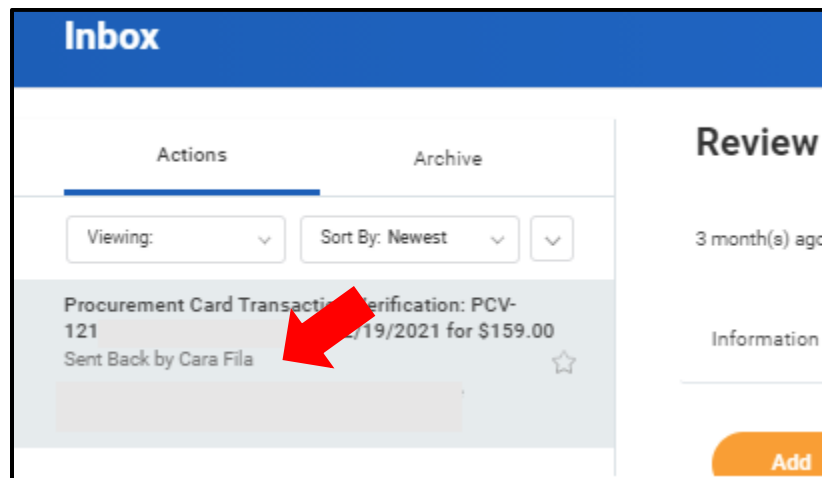 Inbox
Actions
Archive
Viewing:
Sort By: Newest
Procurement Card Transaction Verification: PCV-
121 /19/2021 for $159.00
Sent Back by Cara Fila
Review
3 month(s) ago
Information
Add